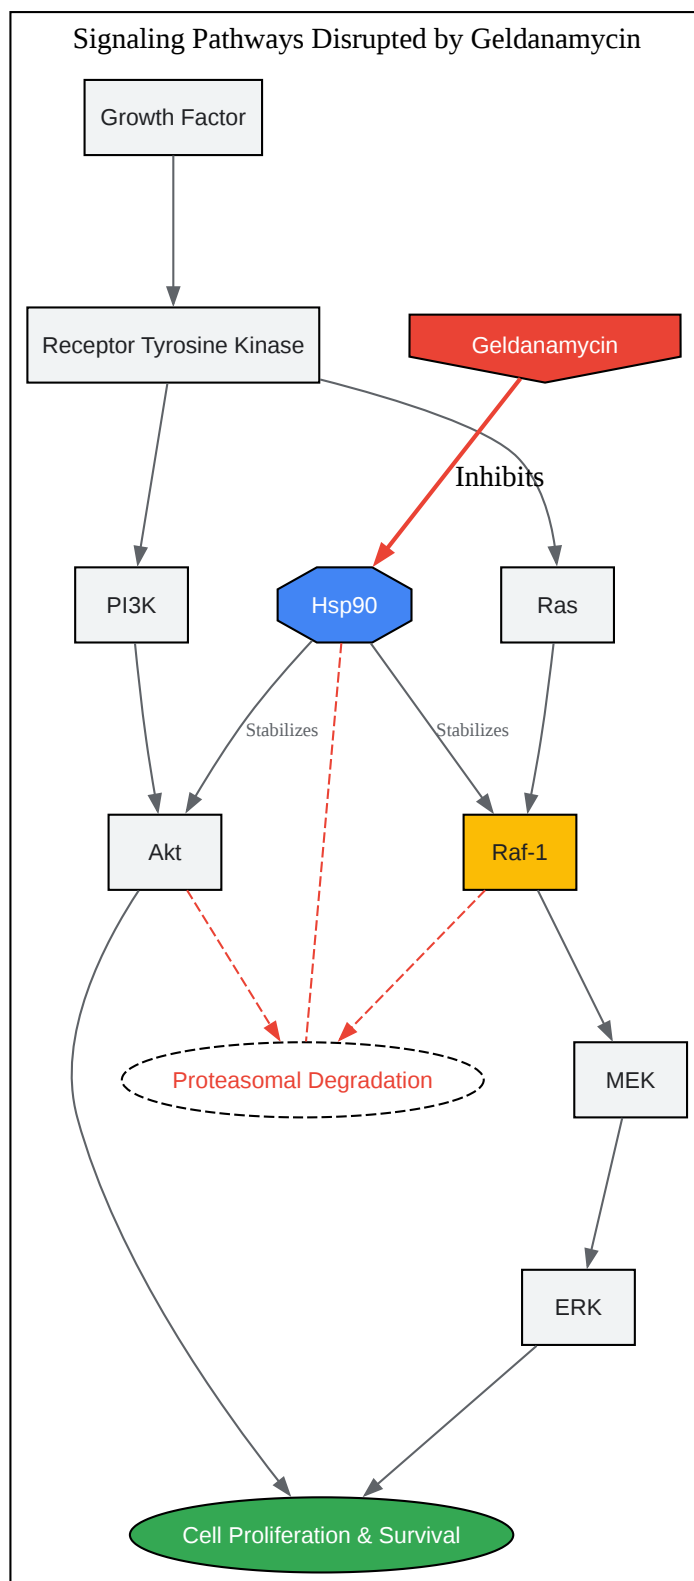 Signaling Pathways Disrupted by Geldanamycin
Growth Factor
Receptor Tyrosine Kinase
Geldanamycin
Inhibits
PI3K
Hsp90
Ras
Stabilizes
Stabilizes
Akt
Raf-1
Proteasomal Degradation
MEK
ERK
Cell Proliferation & Survival